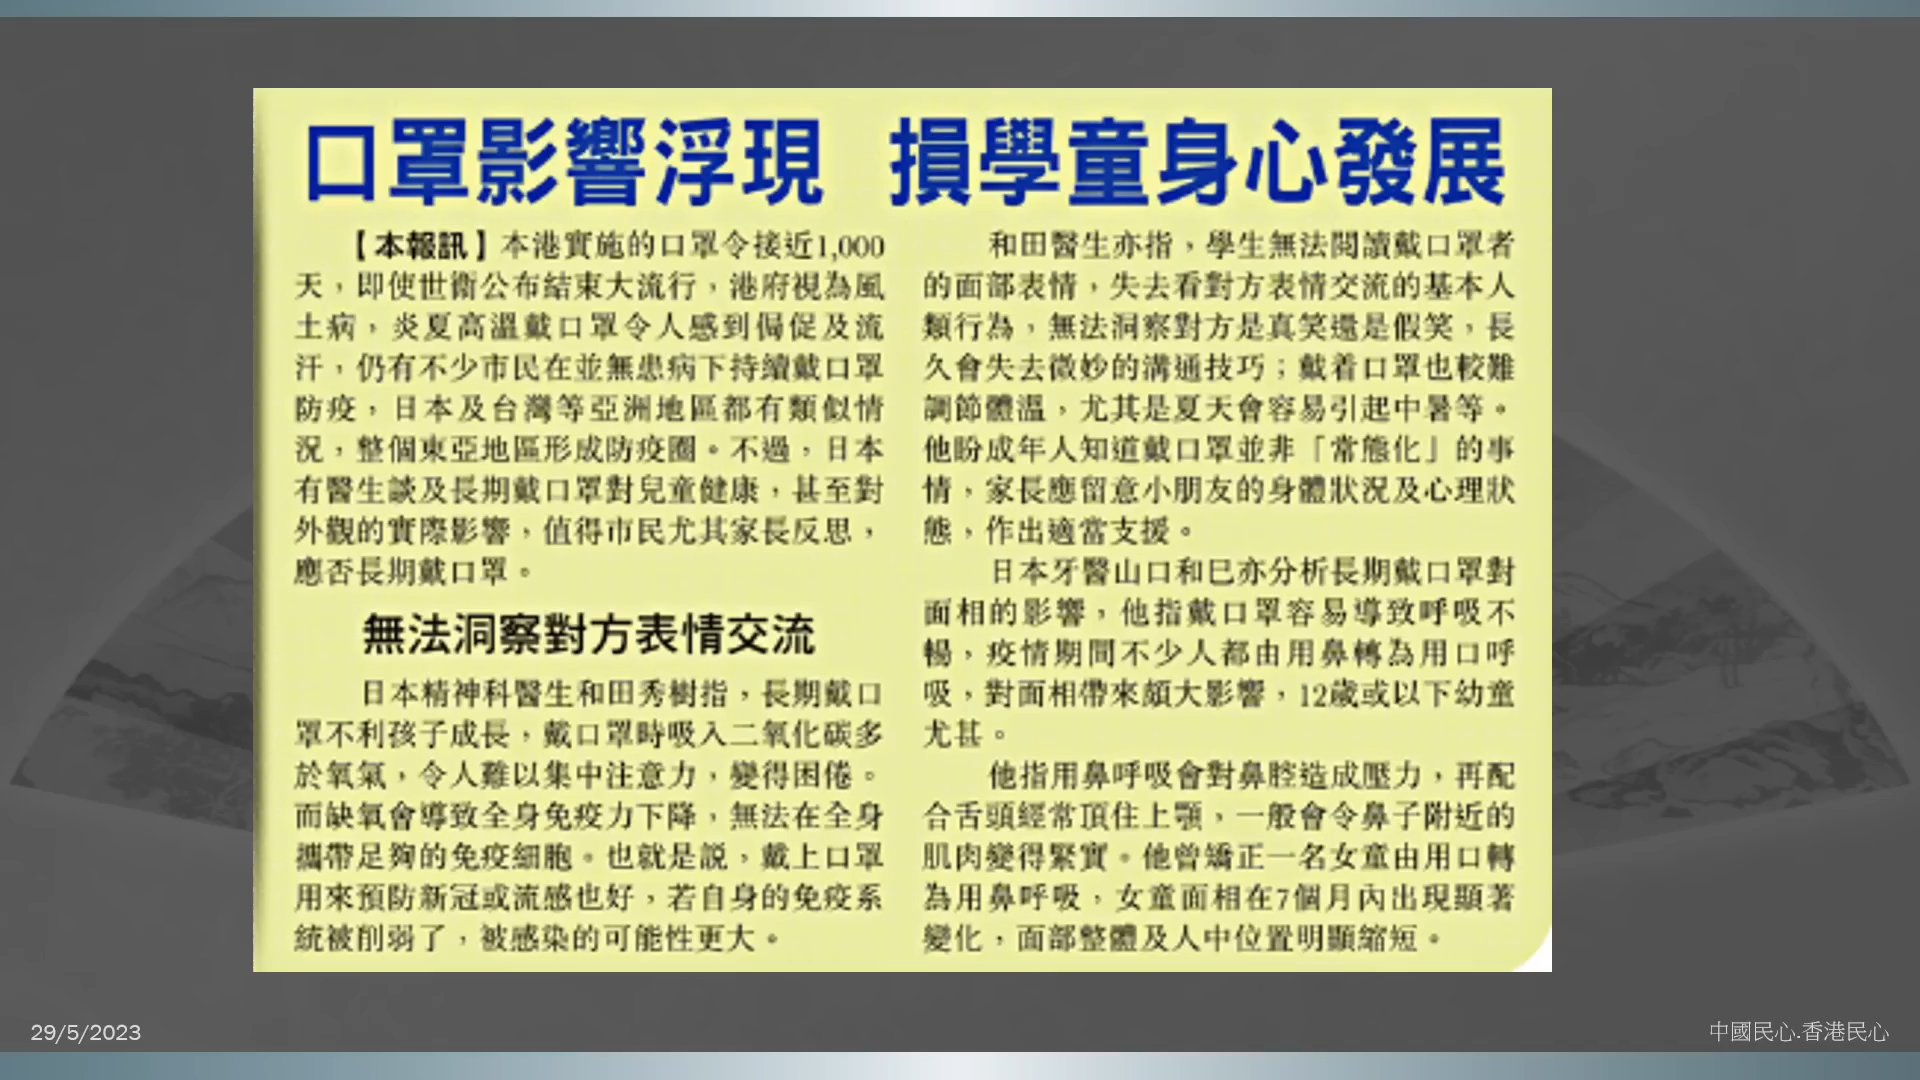 口罩影響浮現 損學童身心發展
【本報訊】本港實施的口罩令接近1,000
天，即使世衞公布結束大流行，港府視為風
土病，炎夏高溫戴口罩令人感到侷促及流
汗，仍有不少市民在並無患病下持續戴口罩
防疫，日本及台灣等亞洲地區都有類似情
況，整個東亞地區形成防疫圈。不過，日本
有醫生談及長期戴口罩對兒童健康，甚至對
外觀的實際影響，值得市民尤其家長反思，
應否長期戴口罩。
無法洞察對方表情交流
日本精神科醫生和田秀樹指，長期戴口
罩不利孩子成長，戴口罩時吸入二氧化碳多
於氧氣，令人難以集中注意力，變得困倦。
而缺氧會導致全身免疫力下降，無法在全身
攜帶足夠的免疫細胞。也就是説，戴上口罩
用來預防新冠或流感也好，若自身的免疫系
統被削弱了，被感染的可能性更大。
和田醫生亦指，學生無法閱讀戴口罩者
的面部表情，失去看對方表情交流的基本人
類行為，無法洞察對方是真笑還是假笑，長
久會失去微妙的溝通技巧；戴着口罩也較難
調節體溫，尤其是夏天會容易引起中暑等。
他盼成年人知道戴口罩並非「常態化」的事
情，家長應留意小朋友的身體狀況及心理狀
態，作出適當支援。
日本牙醫山口和巳亦分析長期戴口罩對
面相的影響，他指戴口罩容易導致呼吸不
暢，疫情期間不少人都由用鼻轉為用口呼
吸，對面相帶來頗大影響，12歲或以下幼童
尤甚。
他指用鼻呼吸會對鼻腔造成壓力，再配
合舌頭經常頂住上顎，一般會令鼻子附近的
肌肉變得緊實。他曾矯正一名女童由用口轉
為用鼻呼吸，女童面相在7個月內出現顯著
變化，面部整體及人中位置明顯縮短。
29/5/2023
中國民心.香港民心